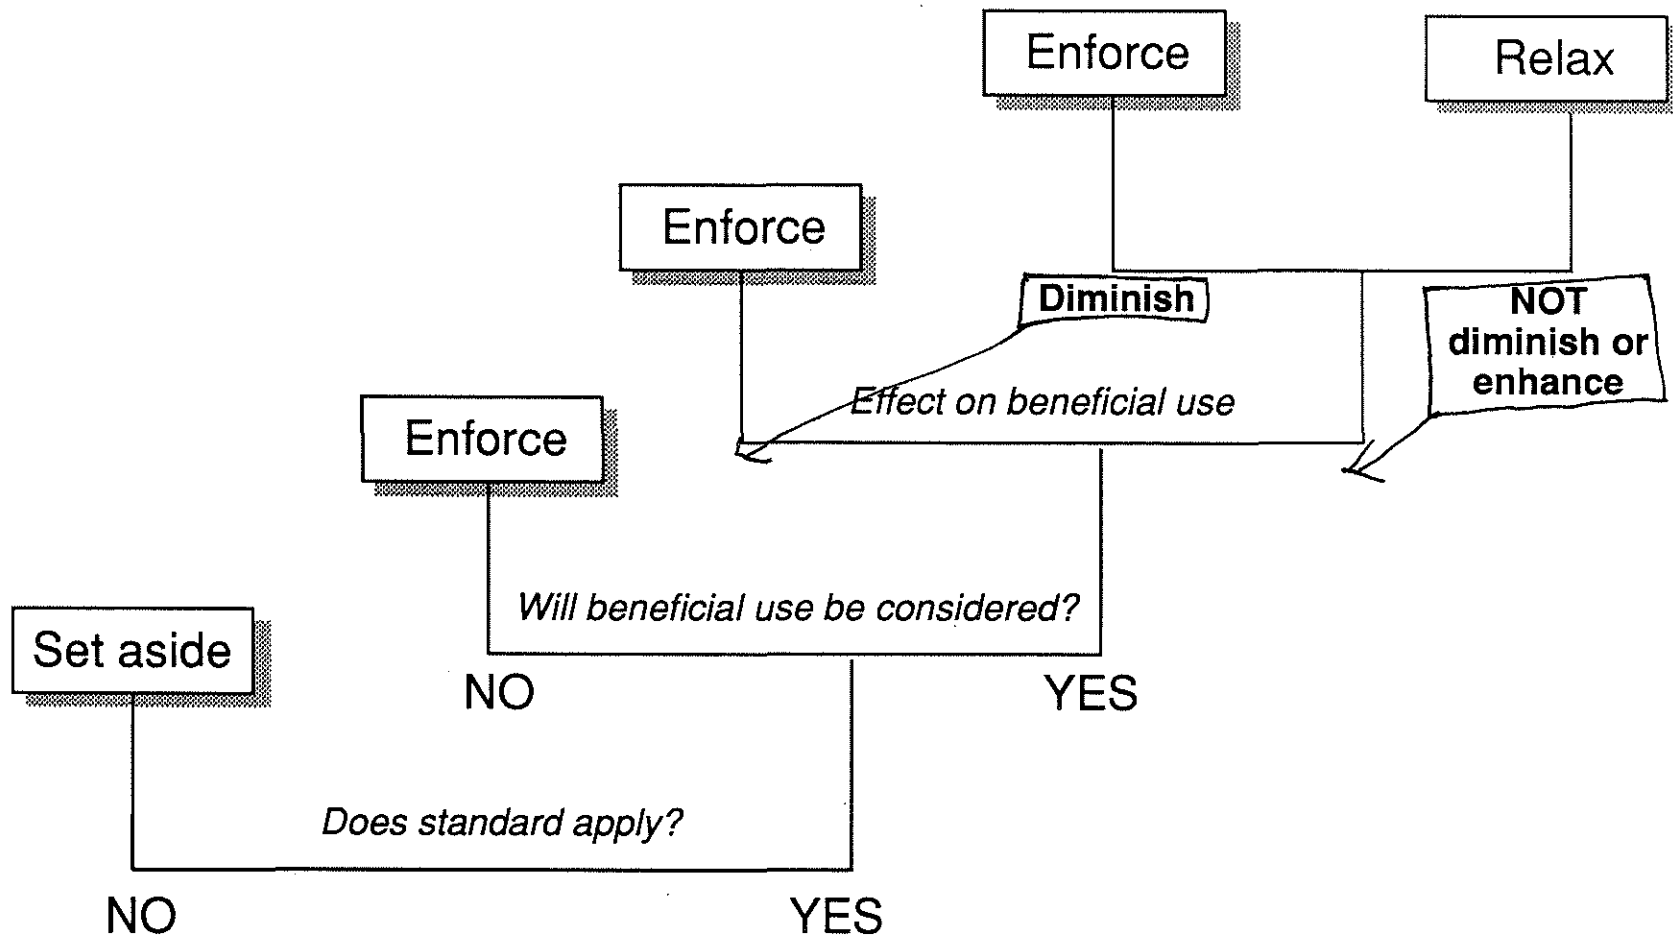 Enforce
Relax
Enforce
Diminish
NOT
diminish or
enhance
Effect on beneficial use
Enforce
Will beneficial use be considered?
Set aside
NO
YES
Does standard apply?
NO
YES